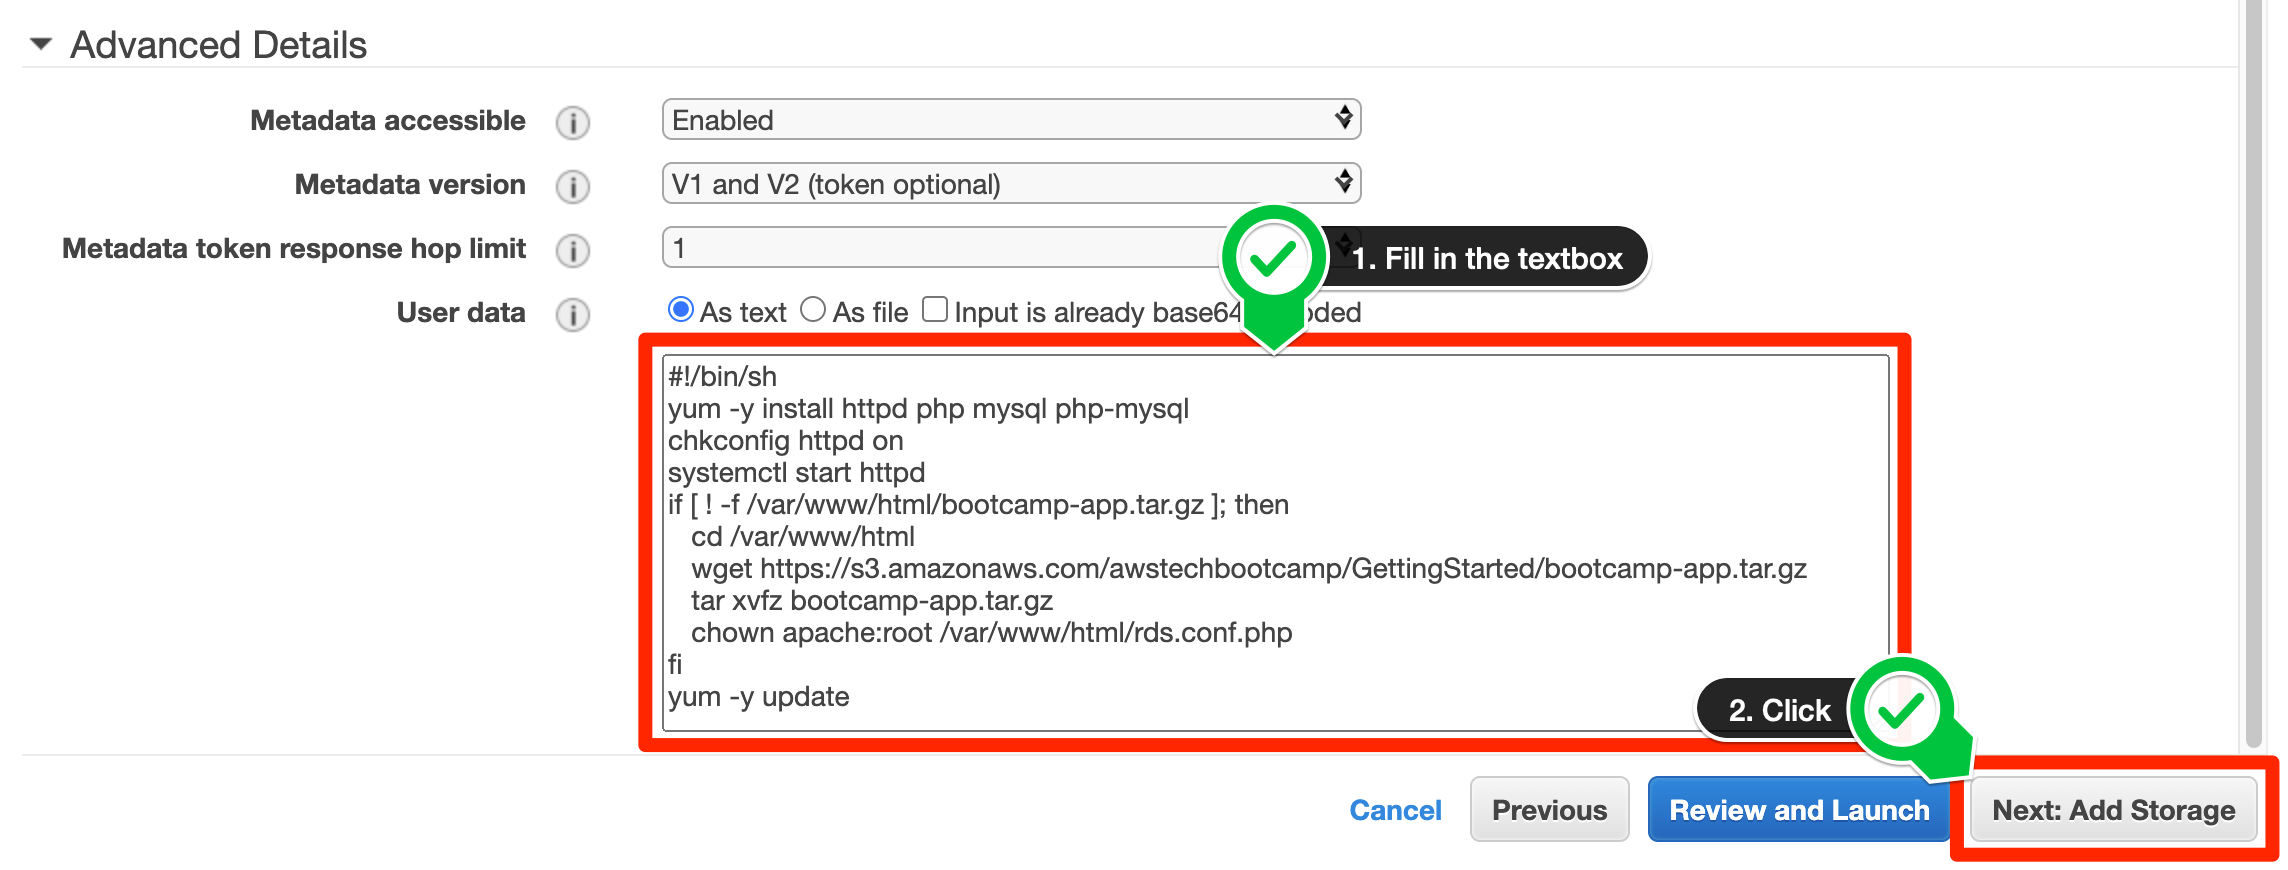 Advanced Details
Metadata accessible
Enabled
Metadata version
V1 and V2 (token optional)
Metadata token response hop limit
1
1. Fill in the textbox
User data
As text As file Input is already base64 oded
#!/bin/sh
yum -y install httpd php mysql php-mysql
chkconfig httpd on
systemctl start httpd
if [ ! -f /var/www/html/bootcamp-app.tar.gz ]; then
cd /var/www/html
wget https://s3.amazonaws.com/awstechbootcamp/GettingStarted/bootcamp-app.tar.gz
tar xvfz bootcamp-app.tar.gz
chown apache:root /var/www/html/rds.conf.php
fi
yum -y update
2. Click
Cancel Previous Review and Launch Next: Add Storage